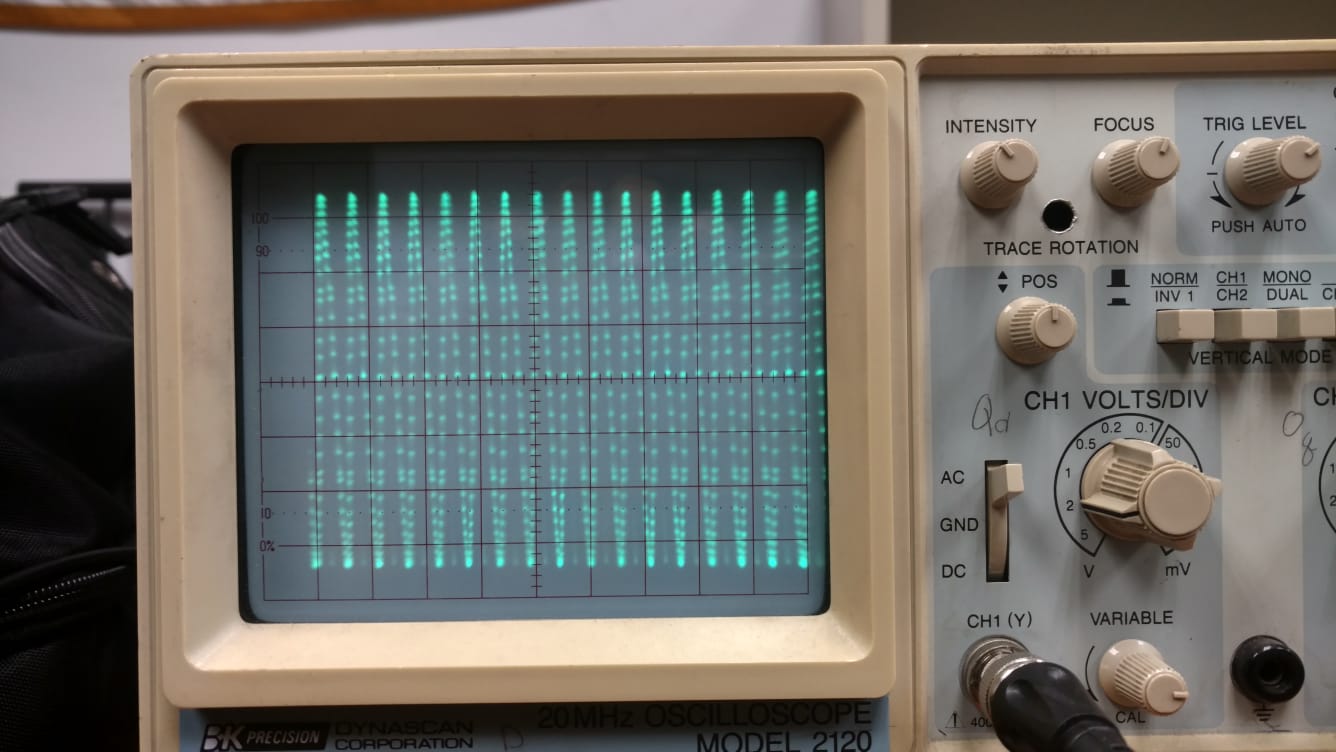 INTENSITY
FOCUS
TRIG LEVEL
PUSH AUTO
TRACE ROTATION
POS
NORM CH1 MONO
INV 1 CH2 DUAL
VERTICAL MODE
100
90
10
0%
CH1 VOLTS/DIV
0.5 0.2 0.1 50
1
2
5
V mV
AC
GND
DC
CH1 (Y)
VARIABLE
CAL
400
BK PRECISION
DYNASCAN
CORPORATION
20MHz OSCILLOSCOPE
MODEL 2120